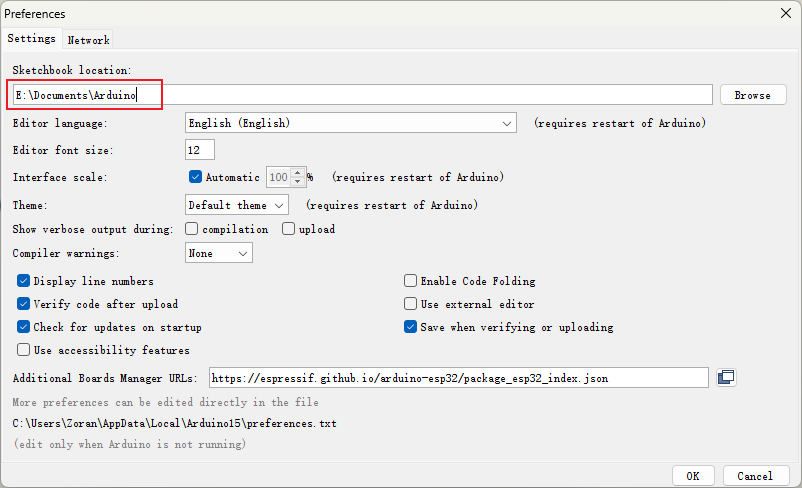 Preferences
Settings Network
Sketchbook location:
E:\Documents\Arduino Browse
Editor language: English (English) (requires restart of Arduino)
Editor font size: 12
Interface scale: Automatic 100 % (requires restart of Arduino)
Theme: Default theme (requires restart of Arduino)
Show verbose output during: compilation upload
Compiler warnings: None
Display line numbers Enable Code Folding
Verify code after upload Use external editor
Check for updates on startup Save when verifying or uploading
Use accessibility features
Additional Boards Manager URLs: https://espressif.github.io/arduino-esp32/package_esp32_index.json
More preferences can be edited directly in the file
C:\Users\Zoran\AppData\Local\Arduino15\preferences.txt
(edit only when Arduino is not running)
OK Cancel